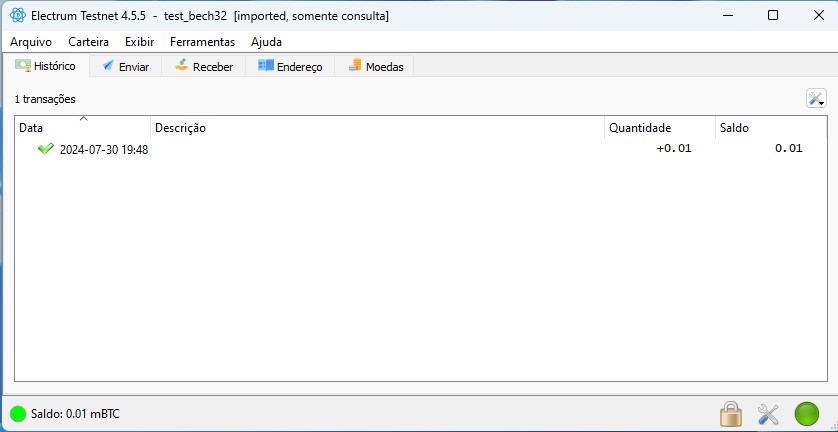 Electrum Testnet 4.5.5 - test_bech32 [imported, somente consulta]
Arquivo Carteira Exibir Ferramentas Ajuda
Histórico Enviar Receber Endereço Moedas
1 transações
Data Descrição Quantidade Saldo
2024-07-30 19:48 +0.01 0.01
Saldo: 0.01 mBTC